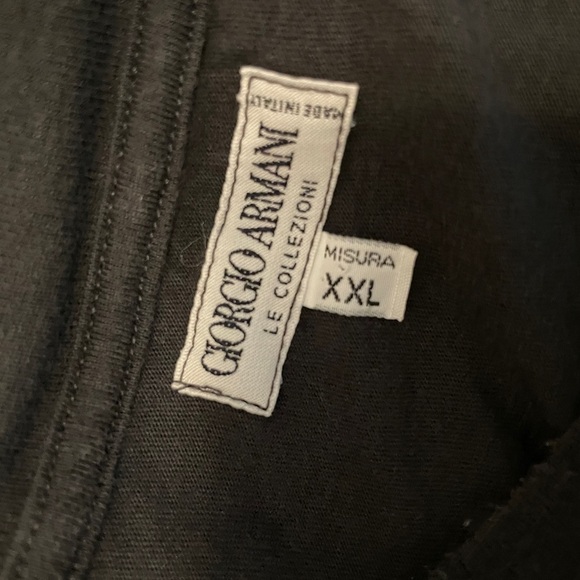 GIORGIO ARMANI
LE COLLEZIONI
MADE IN ITALY
MISURA
XXL